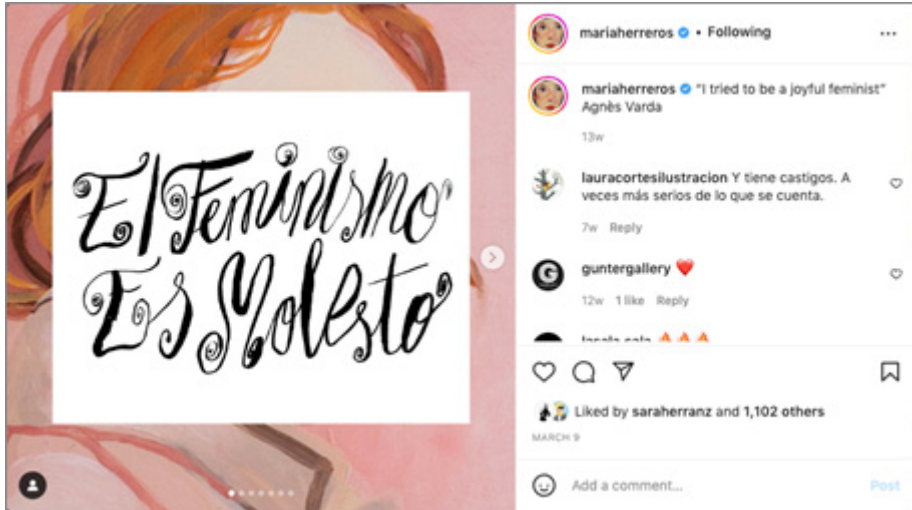 mariaherreros • Following
mariaherreros "I tried to be a joyful feminist"
Agnès Varda
13w
El Feminismo
Es Molesto
lauracortesilustracion Y tiene castigos. A
veces más serios de lo que se cuenta.
7w Reply
guntergallery ❤️
12w 1 like Reply
Liked by saraherranz and 1,102 others
MARCH 9
Add a comment... Post